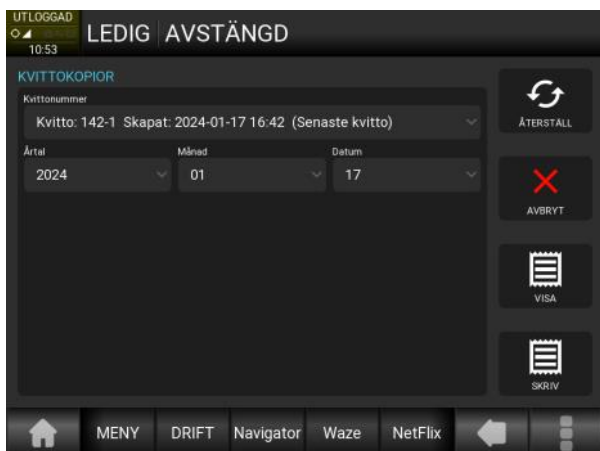 UTLOGGAD
10:53
LEDIG AVSTÄNGD
KVITTOKOPIOR
Kvittonummer
Kvitto: 142-1 Skapat: 2024-01-17 16:42 (Senaste kvitto)
Årtal Månad Datum
2024 01 17
ÅTERSTÄLL
AVBRYT
VISA
SKRIV
MENY DRIFT Navigator Waze NetFlix